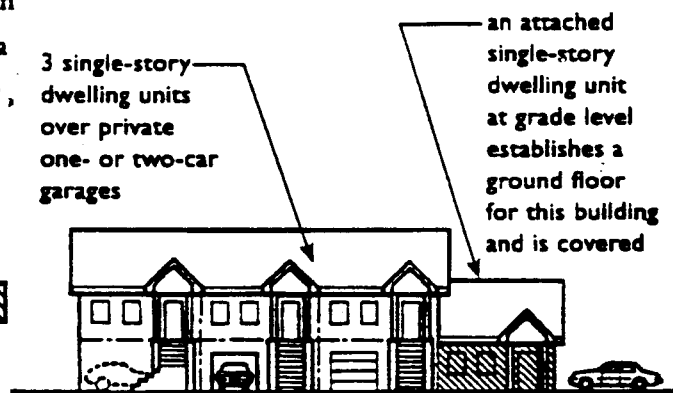 3 single-story
dwelling units
over private
one- or two-car
garages
an attached
single-story
dwelling unit
at grade level
establishes a
ground floor
for this building
and is covered